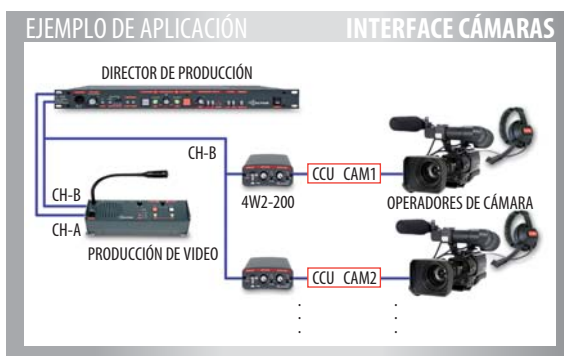 EJEMPLO DE APLICACIÓN INTERFACE CÁMARAS
DIRECTOR DE PRODUCCIÓN
CH-B
CCU CAM1
4W2-200
OPERADORES DE CÁMARA
CH-B
CH-A
PRODUCCIÓN DE VIDEO
CCU CAM2